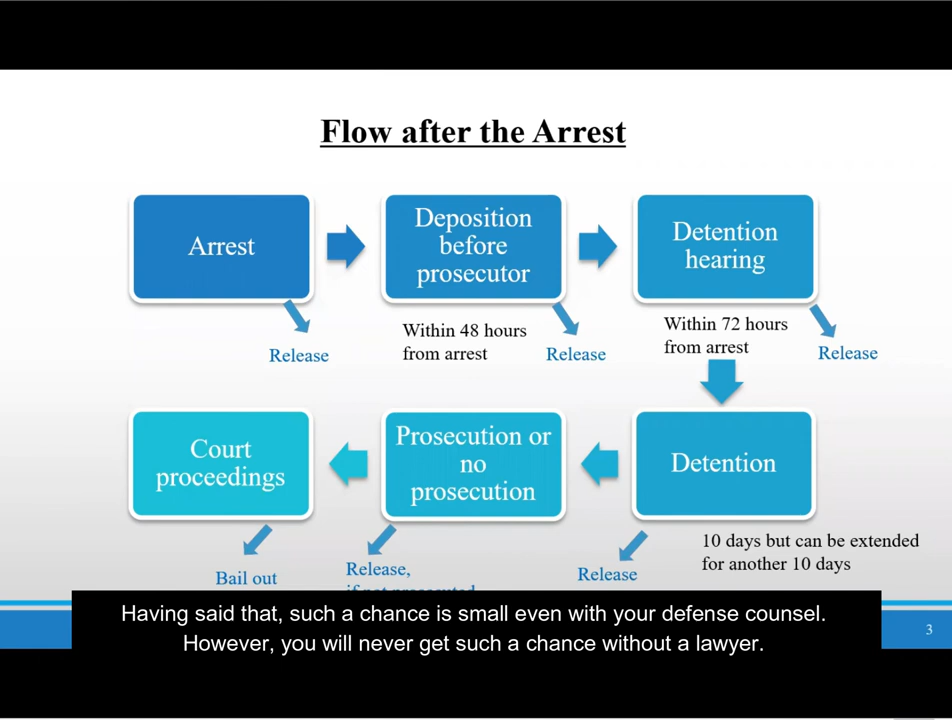 Flow after the Arrest
Arrest
Deposition
before
prosecutor
Detention
hearing
Release
Within 48 hours
from arrest
Release
Within 72 hours
from arrest
Release
Court
proceedings
Prosecution or
no
prosecution
Detention
Bail out
Release,
if not prosecuted
Release
10 days but can be extended
for another 10 days
Having said that, such a chance is small even with your defense counsel.
However, you will never get such a chance without a lawyer.
3